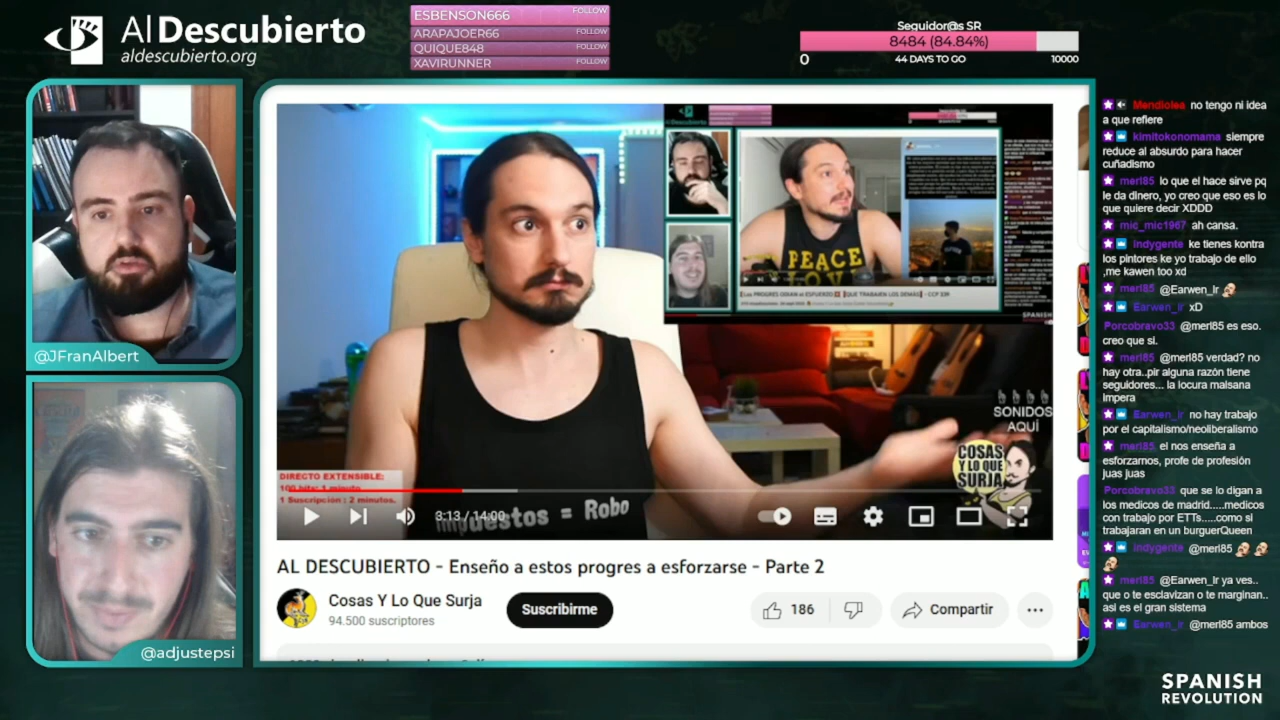 Al Descubierto
aldescubierto.org
ESBENSON666 FOLLOW
ARAPAJOER66 FOLLOW
QUIQUE848 FOLLOW
XAVIRUNNER FOLLOW
Seguidor@s SR
8484 (84.84%)
0 44 DAYS TO GO 10000
@JFranAlbert
@adjustepsi
PEACE
SONIDOS
AQUÍ
COSAS
Y LO QUE
SURJA
DIRECTO EXTENSIBLE:
100 bits: 1 minuto
1 Suscripción : 2 minutos.
Impuestos = Robo
3:13 / 14:00
AL DESCUBIERTO - Enseño a estos progres a esforzarse - Parte 2
Cosas Y Lo Que Surja
94.500 suscriptores
Suscribirme
186
Compartir
Mendiolea no tengo ni idea
a que refiere
kimitokonomama siempre
reduce al absurdo para hacer
cuñadismo
merl85 lo que el hace sirve pq
le da dinero, yo creo que eso es lo
que quiere decir XDDD
mic_mic1967 ah cansa.
indygente ke tienes kontra
los pintores ke yo trabajo de ello
,me kawen too xd
merl85 @Earwen_Ir
Earwen_ir xD
Porcobravo33 @merl85 es eso.
creo que si.
merl85 @merl85 verdad? no
hay otra..pir alguna razón tiene
seguidores... la locura malsana
impera
Earwen_ir no hay trabajo
por el capitalismo/neoliberalismo
merl85 el nos enseña a
esforzarnos, profe de profesión
juas juas
Porcobravo33 que se lo digan a
los medicos de madrid.....medicos
con trabajo por ETTs.....como si
trabajaran en un burguerQueen
indygente @merl85
merl85 @Earwen_Ir ya ves..
que o te esclavizan o te marginan..
asi es el gran sistema
Earwen_ir @merl85 ambos
SPANISH
REVOLUTION